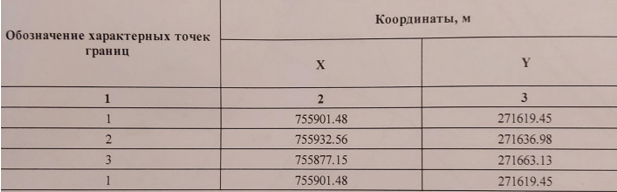 Обозначение характерных точек границ
Координаты, м
X Y
1 2 3
1 755901.48 271619.45
2 755932.56 271636.98
3 755877.15 271663.13
1 755901.48 271619.45